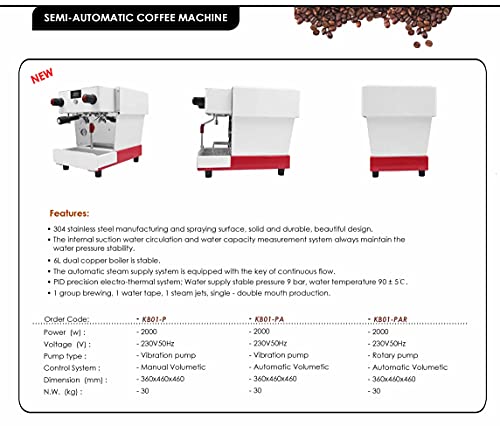 SEMI-AUTOMATIC COFFEE MACHINE
NEW
Features:
• 304 stainless steel manufacturing and spraying surface, solid and durable, beautiful design.
• The internal suction water circulation and water capacity measurement system always maintain the
water pressure stability.
• 6L dual copper boiler is stable.
• The automatic steam supply system is equipped with the key of continuous flow.
• PID precision electro-thermal system; Water supply stable pressure 9 bar, water temperature 90 ± 5℃.
• 1 group brewing, 1 water tape, 1 steam jets, single - double mouth production.
Order Code: - KB01-P - KB01-PA - KB01-PAR
Power (w) : - 2000 - 2000 - 2000
Voltage (V) : - 230V50Hz - 230V50Hz - 230V50Hz
Pump type : - Vibration pump - Vibration pump - Rotary pump
Control System : - Manual Volumetic - Automatic Volumetic - Automatic Volumetic
Dimension (mm) : - 360x460x460 - 360x460x460 - 360x460x460
N.W. (kg) : - 30 - 30 - 30